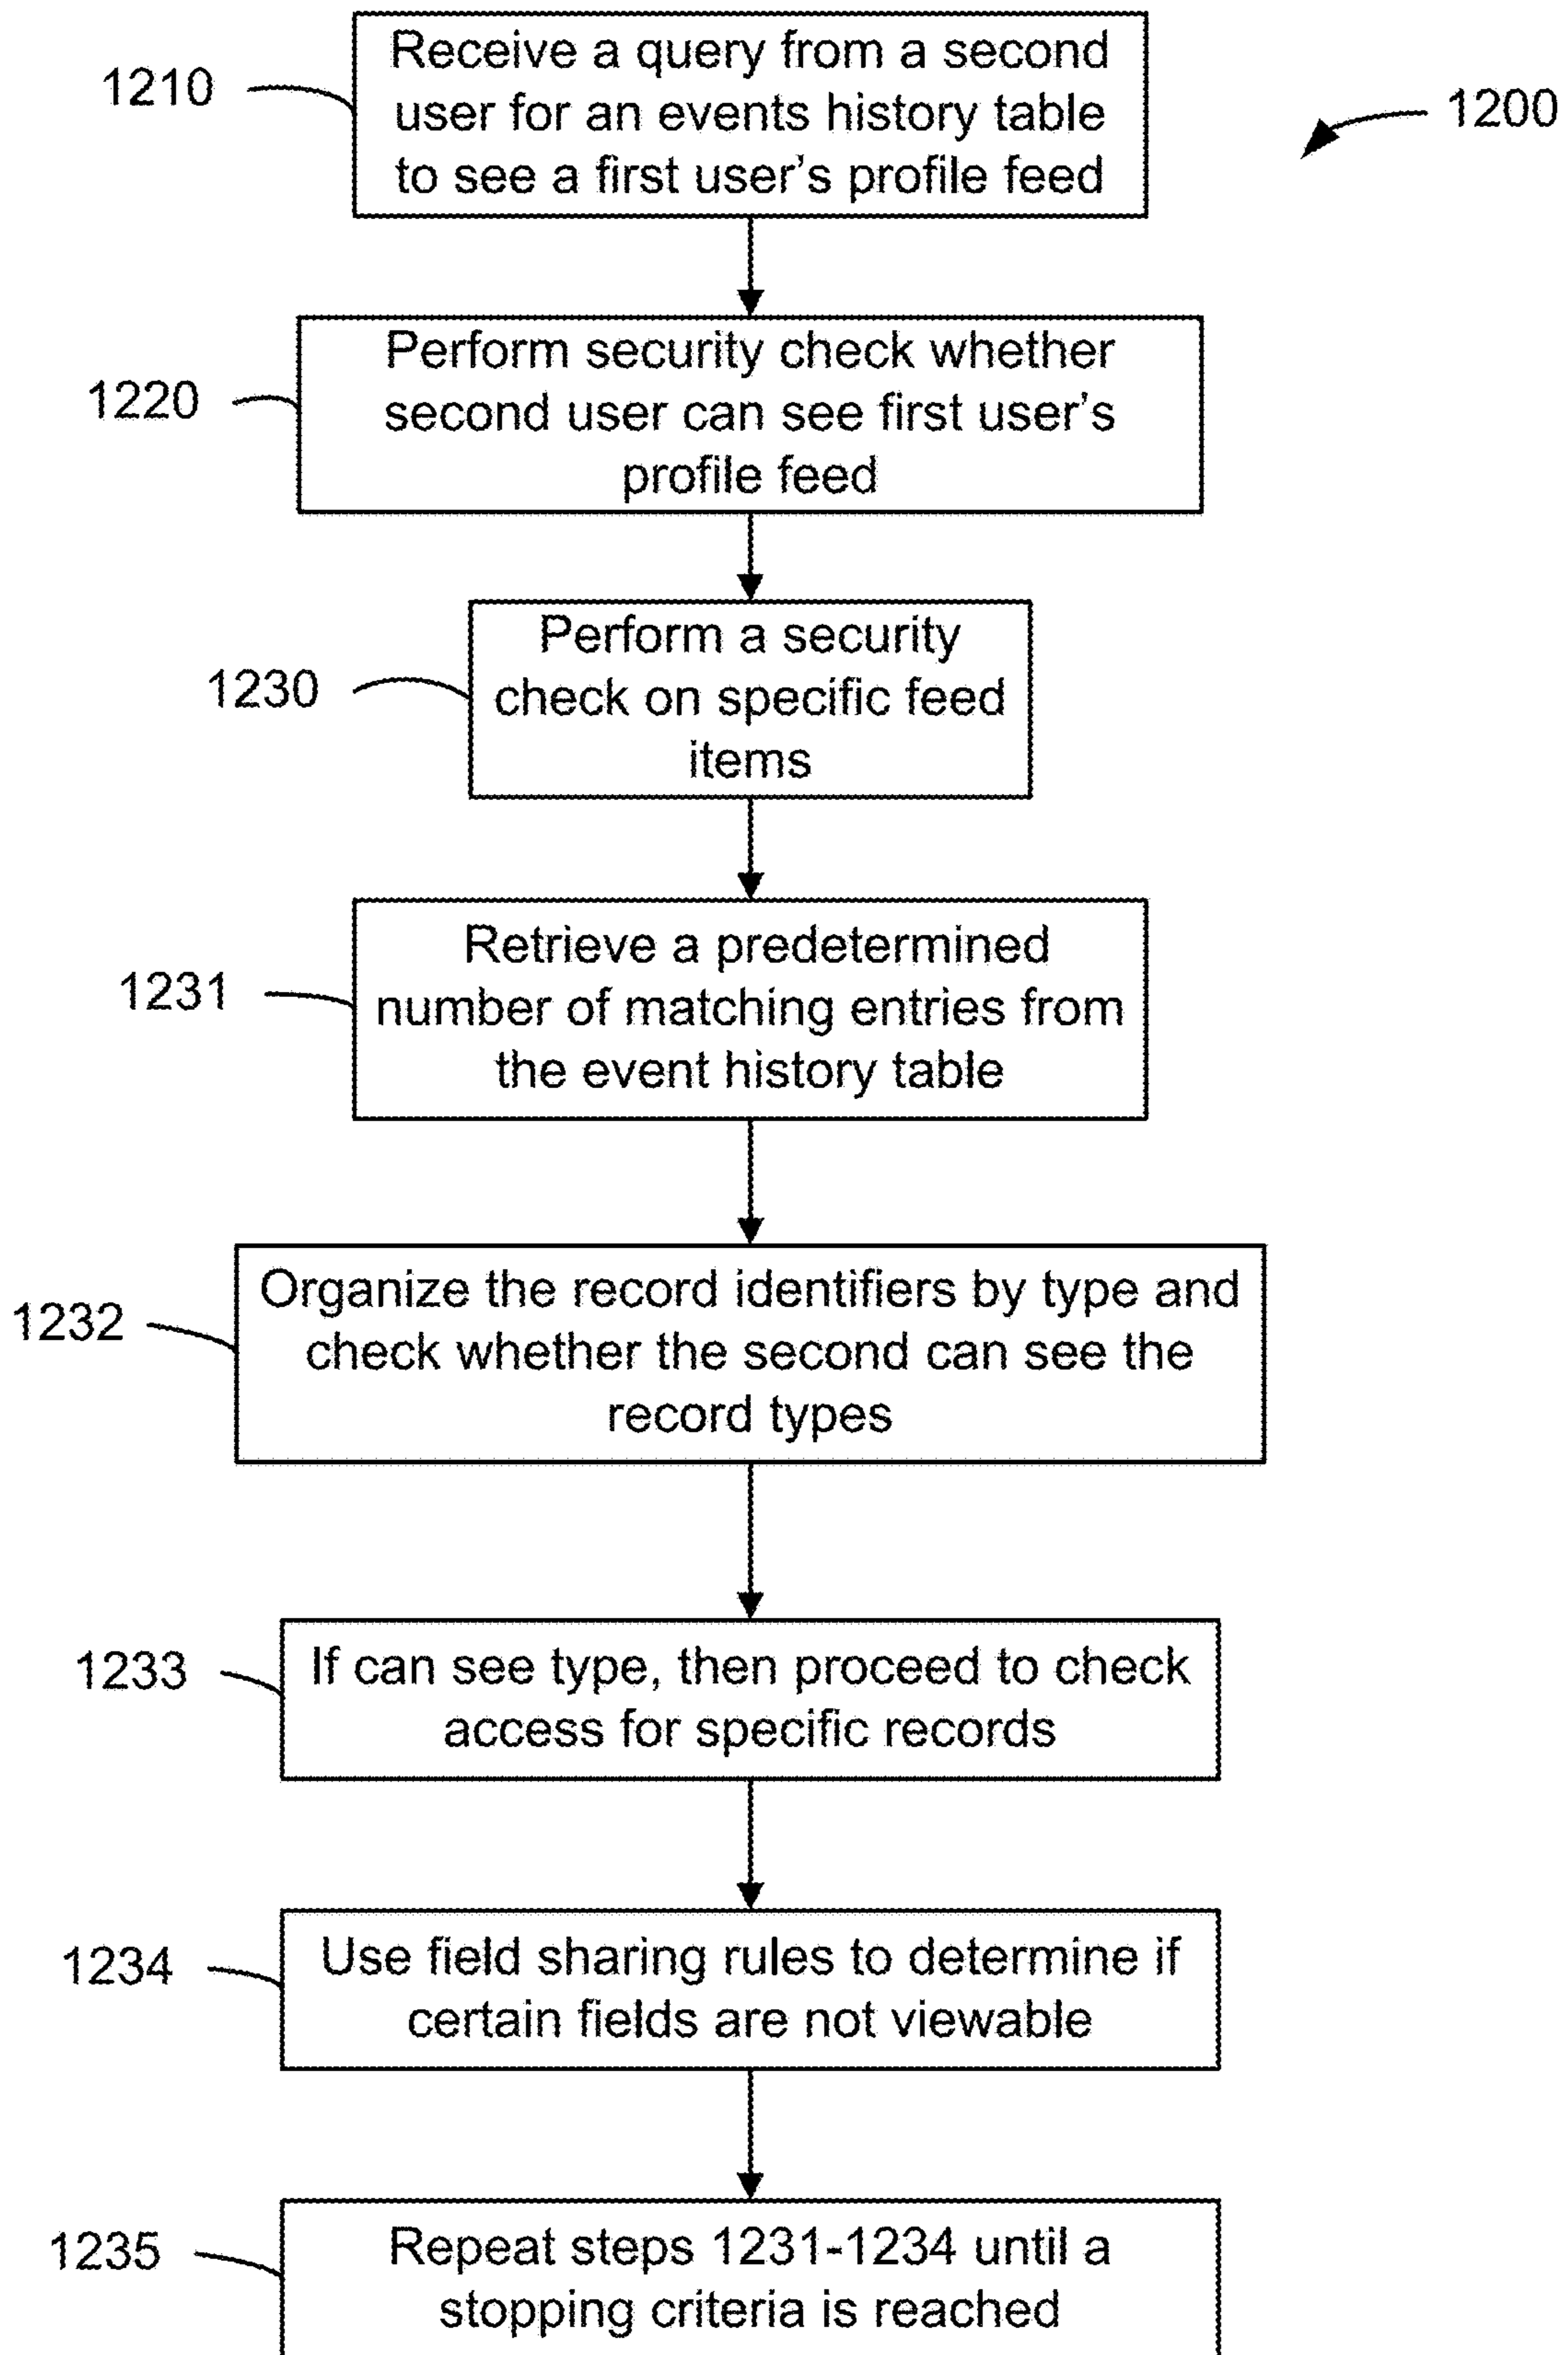 1200
1210
Receive a query from a second
user for an events history table
to see a first user's profile feed
1220
Perform security check whether
second user can see first user's
profile feed
1230
Perform a security
check on specific feed
items
1231
Retrieve a predetermined
number of matching entries from
the event history table
1232
Organize the record identifiers by type and
check whether the second can see the
record types
1233
If can see type, then proceed to check
access for specific records
1234
Use field sharing rules to determine if
certain fields are not viewable
1235
Repeat steps 1231-1234 until a
stopping criteria is reached